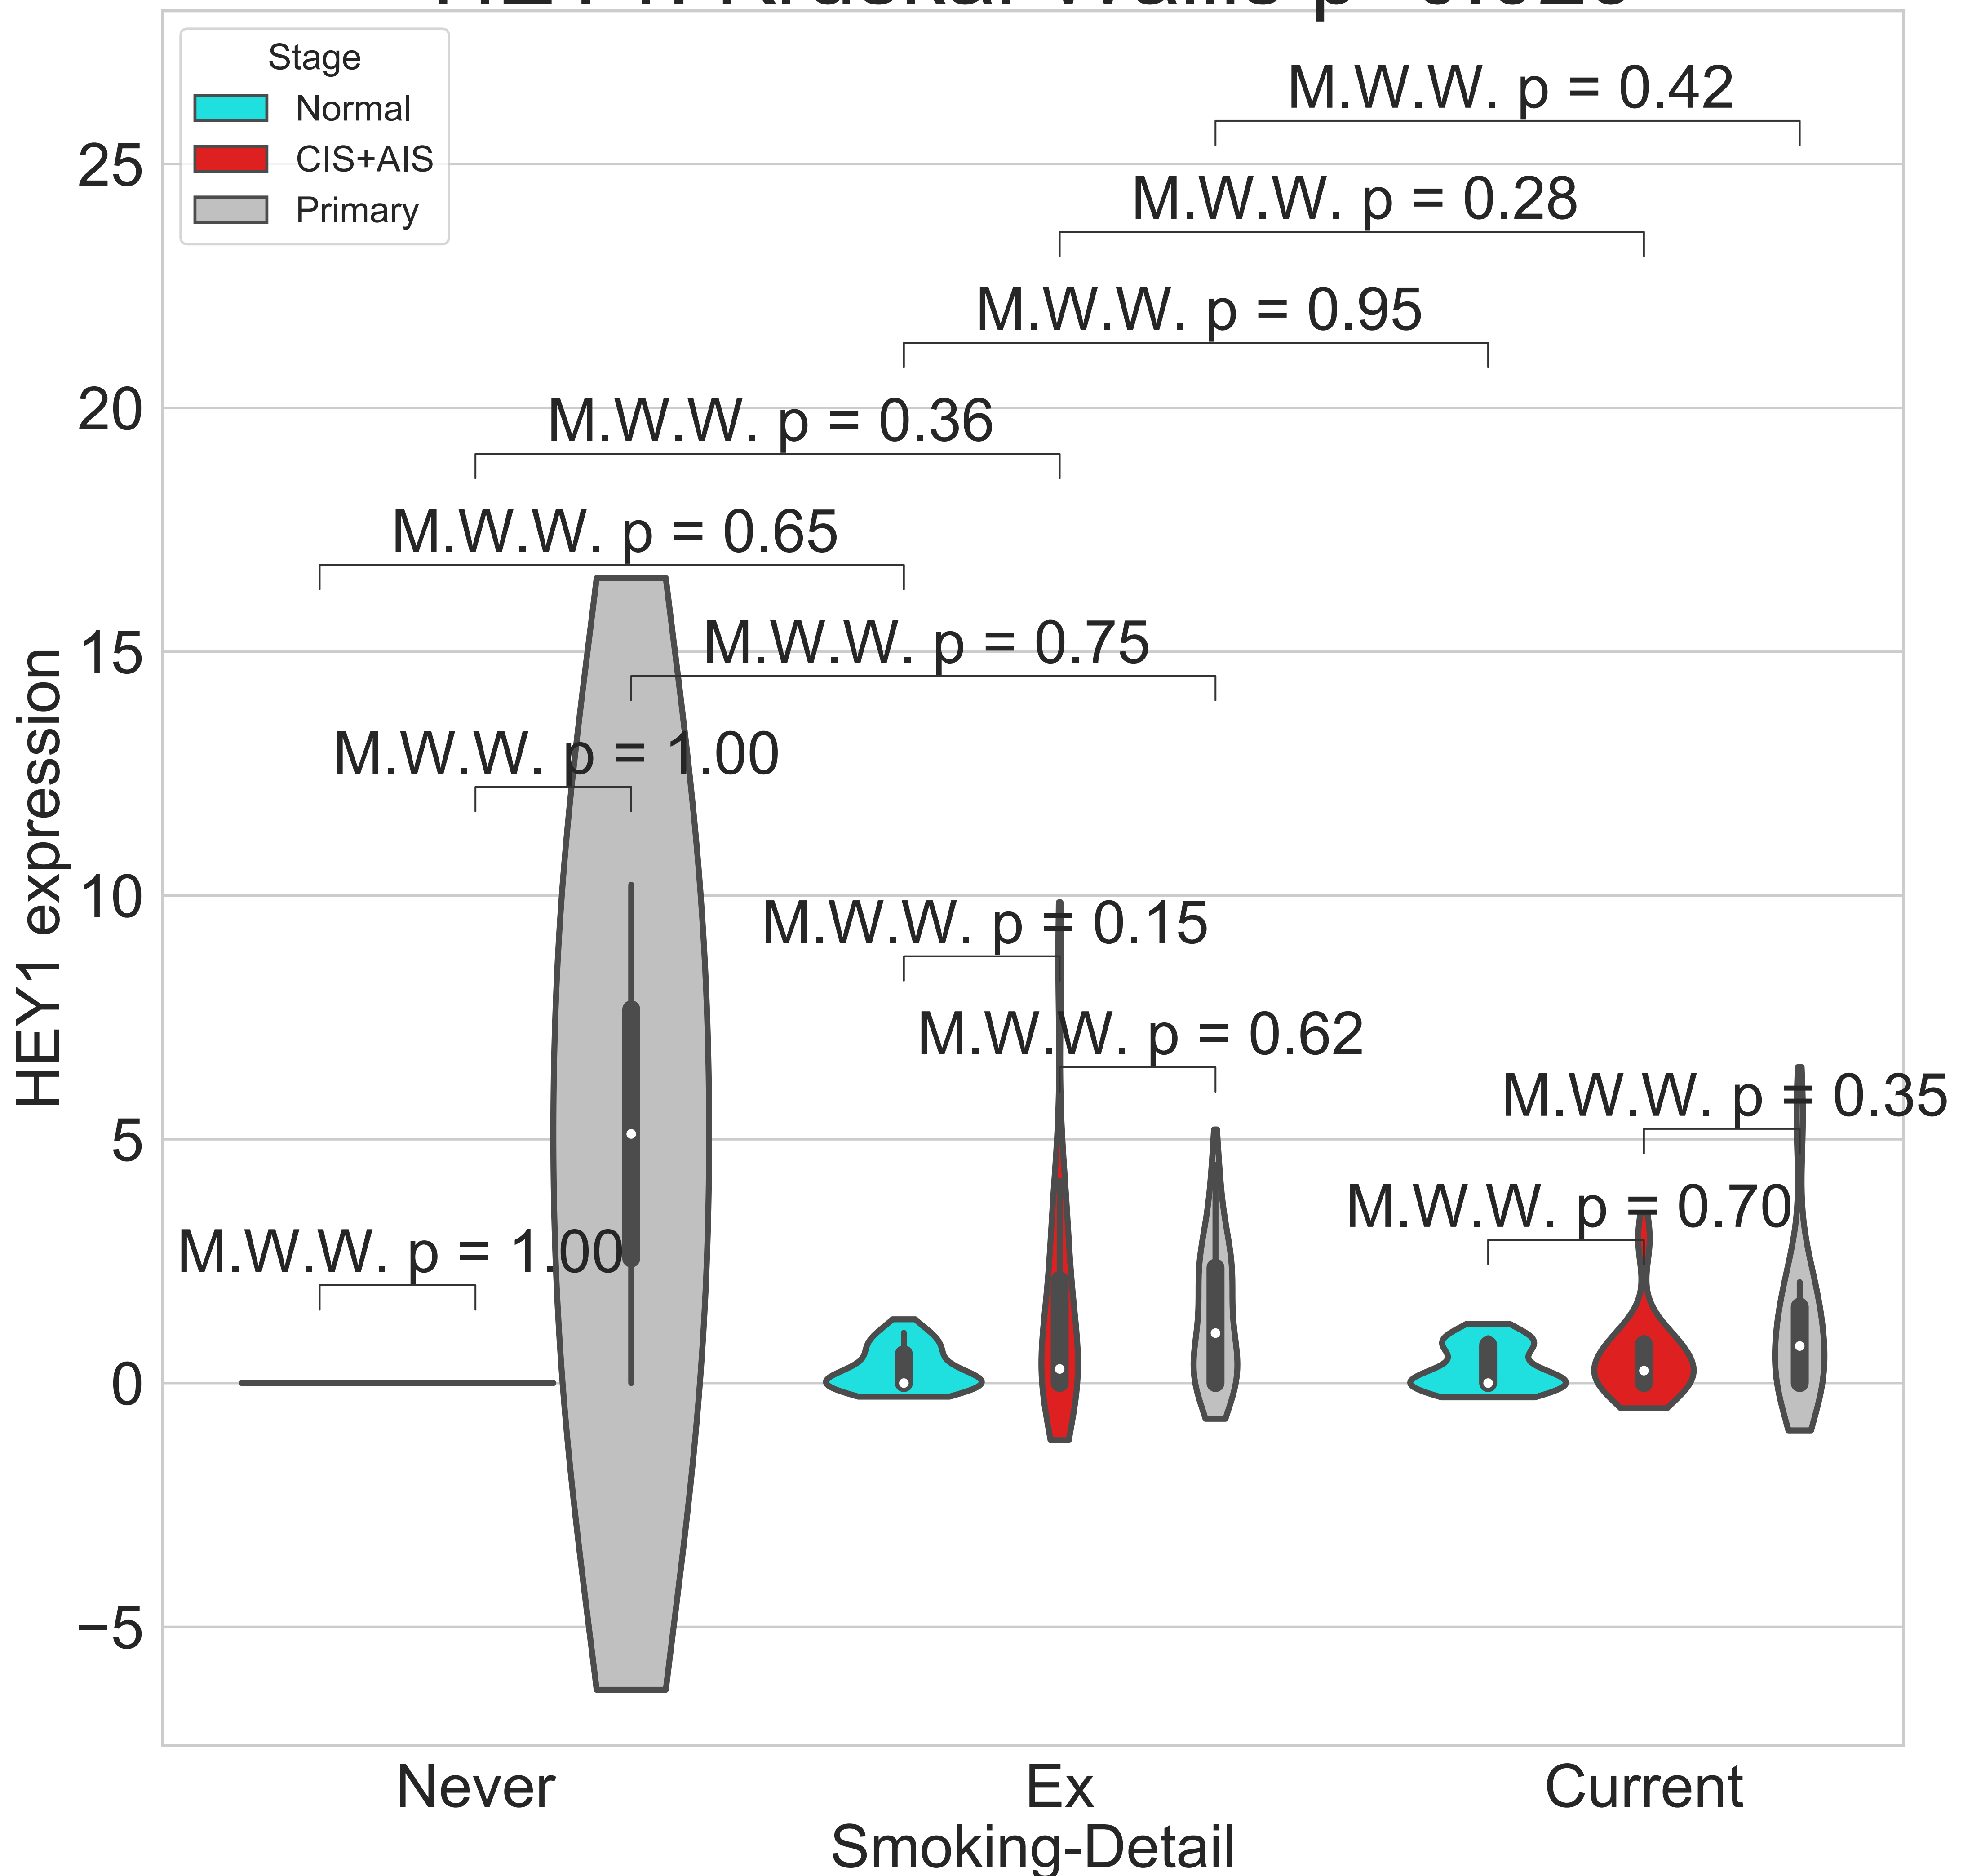 Stage
Normal
CIS+AIS
Primary
M.W.W. p = 0.42
M.W.W. p = 0.28
M.W.W. p = 0.95
M.W.W. p = 0.36
M.W.W. p = 0.65
M.W.W. p = 0.75
M.W.W. p = 1.00
M.W.W. p = 0.15
M.W.W. p = 0.62
M.W.W. p = 0.35
M.W.W. p = 0.70
M.W.W. p = 1.00
25
20
15
10
5
0
−5
HEY1 expression
Never
Ex
Current
Smoking-Detail